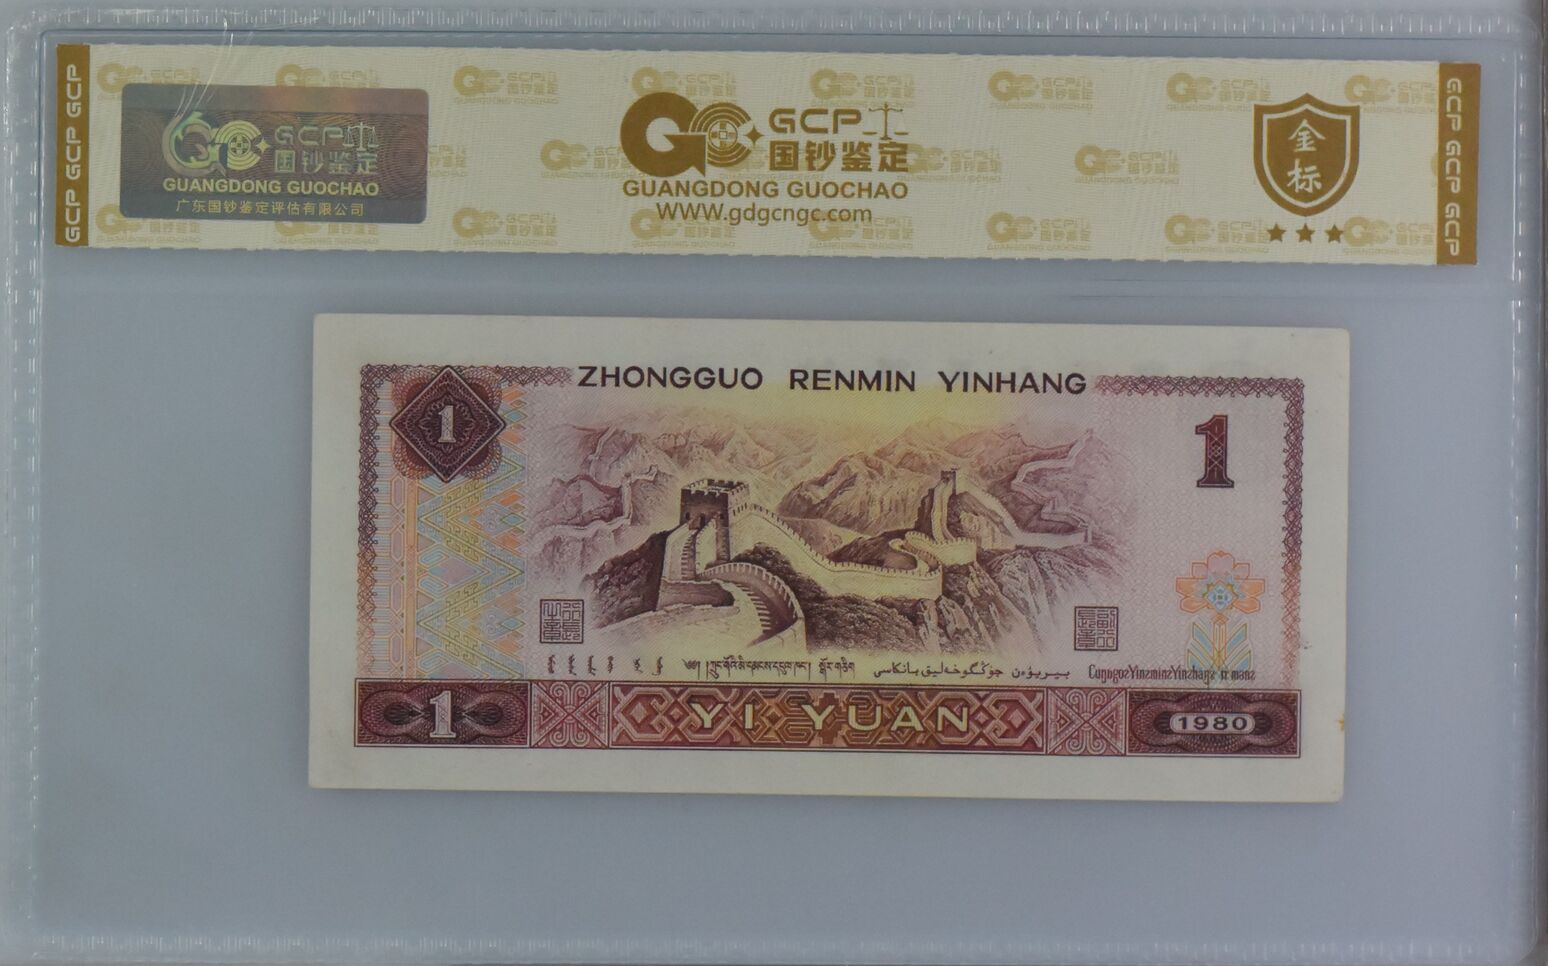 GCP GCP GCP
GCP
国钞鉴定
GUANGDONG GUOCHAO
广东国钞鉴定评估有限公司
GCP
国钞鉴定
GUANGDONG GUOCHAO
WWW.gdgcngc.com
金
标
GCP GCP GCP
ZHONGGUO RENMIN YINHANG
1
1
1
YI YUAN
1980